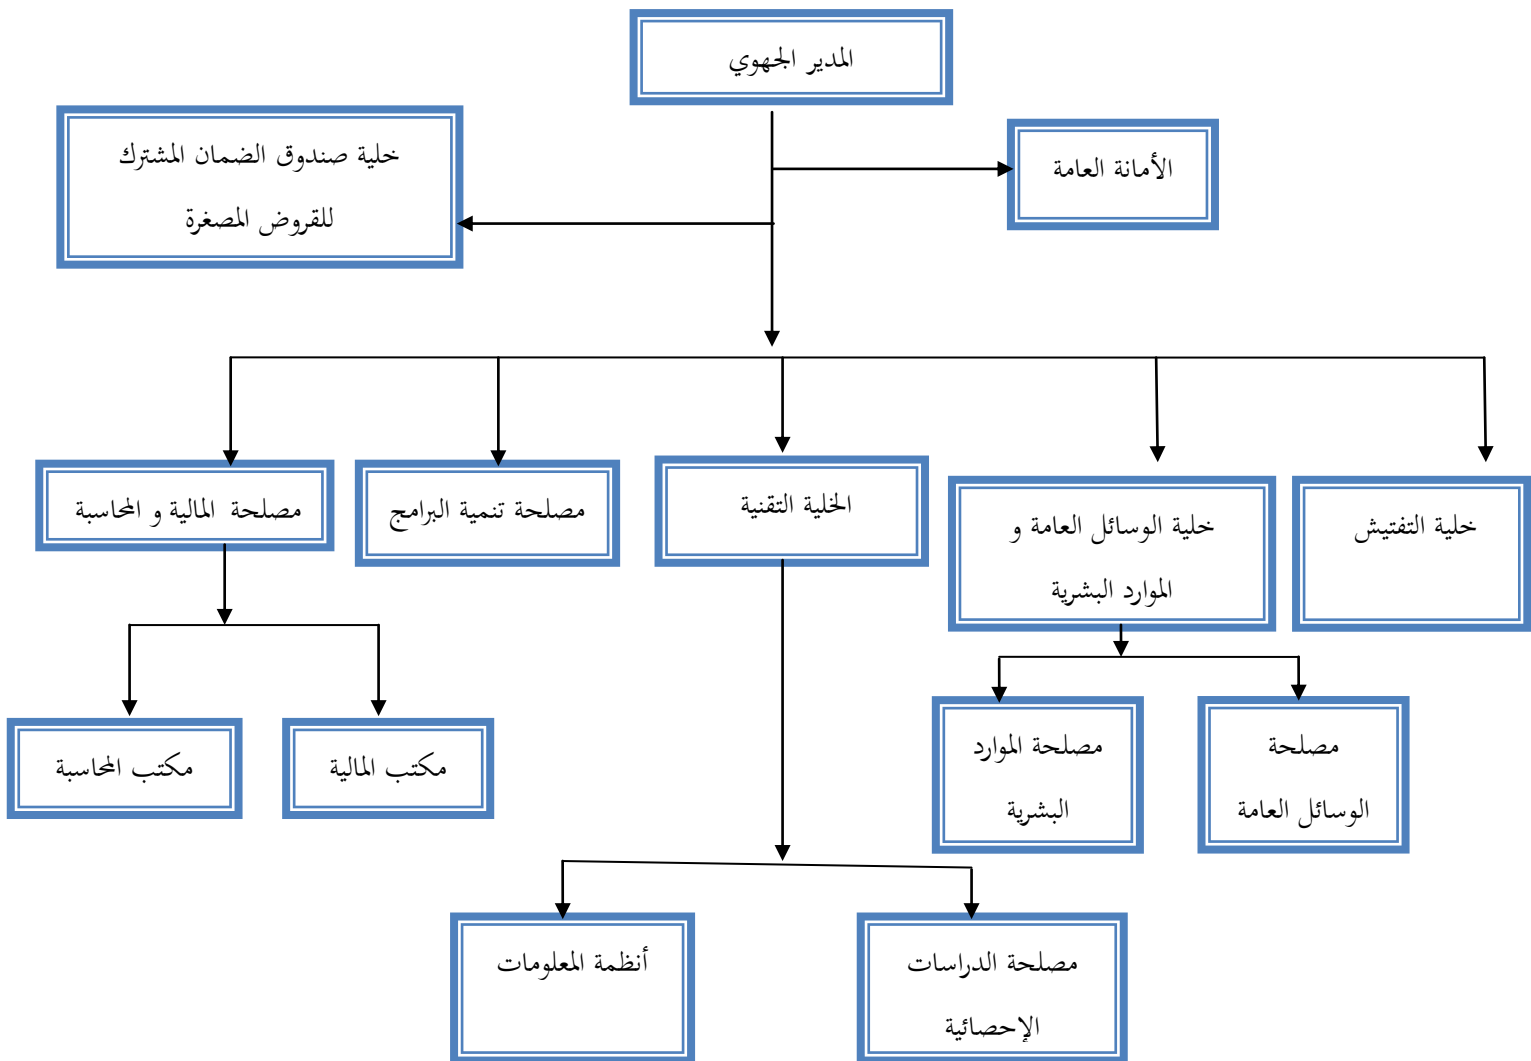 المدير الجهوي
الأمانة العامة
خلية صندوق الضمان المشترك
للقروض المصغرة
خلية التفتيش
خلية الوسائل العامة و
الموارد البشرية
الخلية التقنية
مصلحة تنمية البرامج
مصلحة المالية و المحاسبة
مصلحة
الوسائل العامة
مصلحة الموارد
البشرية
مكتب المالية
مكتب المحاسبة
مصلحة الدراسات
الإحصائية
أنظمة المعلومات